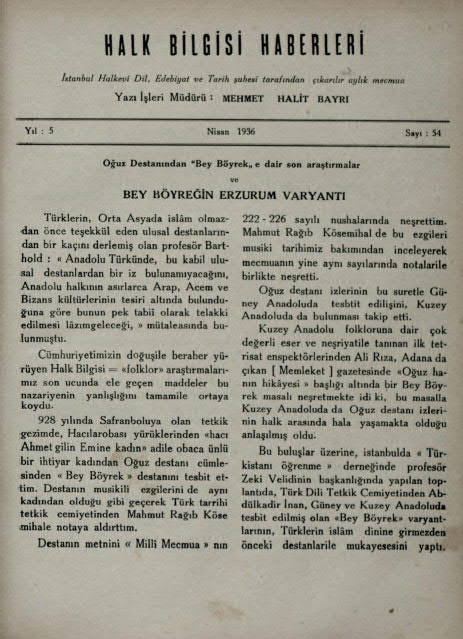 HALK BİLGİSİ HABERLERİ
İstanbul Halkevi Dil, Edebiyat ve Tarih şubesi tarafından çıkarılır aylık mecmua
Yazı İşleri Müdürü : MEHMET HALİT BAYRI
Yıl : 5 Nisan 1936 Sayı : 54
Oğuz Destanından "Bey Böyrek„ e dair son araştırmalar
ve
BEY BÖYREĞİN ERZURUM VARYANTI
Türklerin, Orta Asyada islâm olmaz-
dan önce teşekkül eden ulusal destanların-
dan bir kaçını derlemiş olan profesör Bart-
hold : « Anadolu Türkünde, bu kabil ulu-
sal destanlardan bir iz bulunamıyacağını,
Anadolu halkının asırlarca Arap, Acem ve
Bizans kültürlerinin tesiri altında bulundu-
ğuna göre bunun pek tabiî olarak telakki
edilmesi lâzımgeleceği, » mütaleasında bu-
lunmuştu.
Cümhuriyetimizin doğuşile beraber yü-
rüyen Halk Bilgisi = «folklor» araştırmaları-
mız son ucunda ele geçen maddeler bu
nazariyenin yanlışlığını tamamile ortaya
koydu.
928 yılında Safranboluya olan tetkik
gezimde, Hacılarobası yürüklerinden «hacı
Ahmet gilin Emine kadın» adile obaca ünlü
bir ihtiyar kadından Oğuz destanı cümle-
sinden « Bey Böyrek » destanını tesbit et-
tim. Destanın musikili ezgilerini de aynı
kadından olduğu gibi geçerek Türk tarihi
tetkik cemiyetinden Mahmut Ragıb Köse
mihale notaya aldırttım.
Destanın metnini « Millî Mecmua » nın
222 - 226 sayılı nushalarında neşrettim.
Mahmut Ragıb Kösemihal de bu ezgileri
musiki tarihimiz bakımından inceleyerek
mecmuanın yine aynı sayılarında notalarile
birlikte neşretti.
Oğuz destanı izlerinin bu suretle Gü-
ney Anadoluda tesbtit edilişini, Kuzey
Anadoluda da bulunması takip etti.
Kuzey Anadolu folkloruna dair çok
değerli eser ve neşriyatile tanınan ilk tet-
risat enspektörlerinden Ali Rıza, Adana da
çıkan [ Memleket ] gazetesinde «Oğuz ha-
nın hikâyesi » başlığı altında bir Bey Böy-
rek masalı neşretmekte idi ki, bu masalla
Kuzey Anadoluda da Oğuz destanı izleri-
nin halk arasında hala yaşamakta olduğu
anlaşılmış oldu.
Bu buluşlar üzerine, istanbulda « Tür-
kistanı öğrenme » derneğinde profesör
Zeki Velidinin başkanlığında yapılan top-
lantıda, Türk Dili Tetkik Cemiyetinden Ab-
dülkadir İnan, Güney ve Kuzey Anadoluda
tesbit edilmiş olan «Bey Böyrek» varyant-
larının, Türklerin islâm dinine girmezden
önceki destanlarile mukayesesini yaptı.